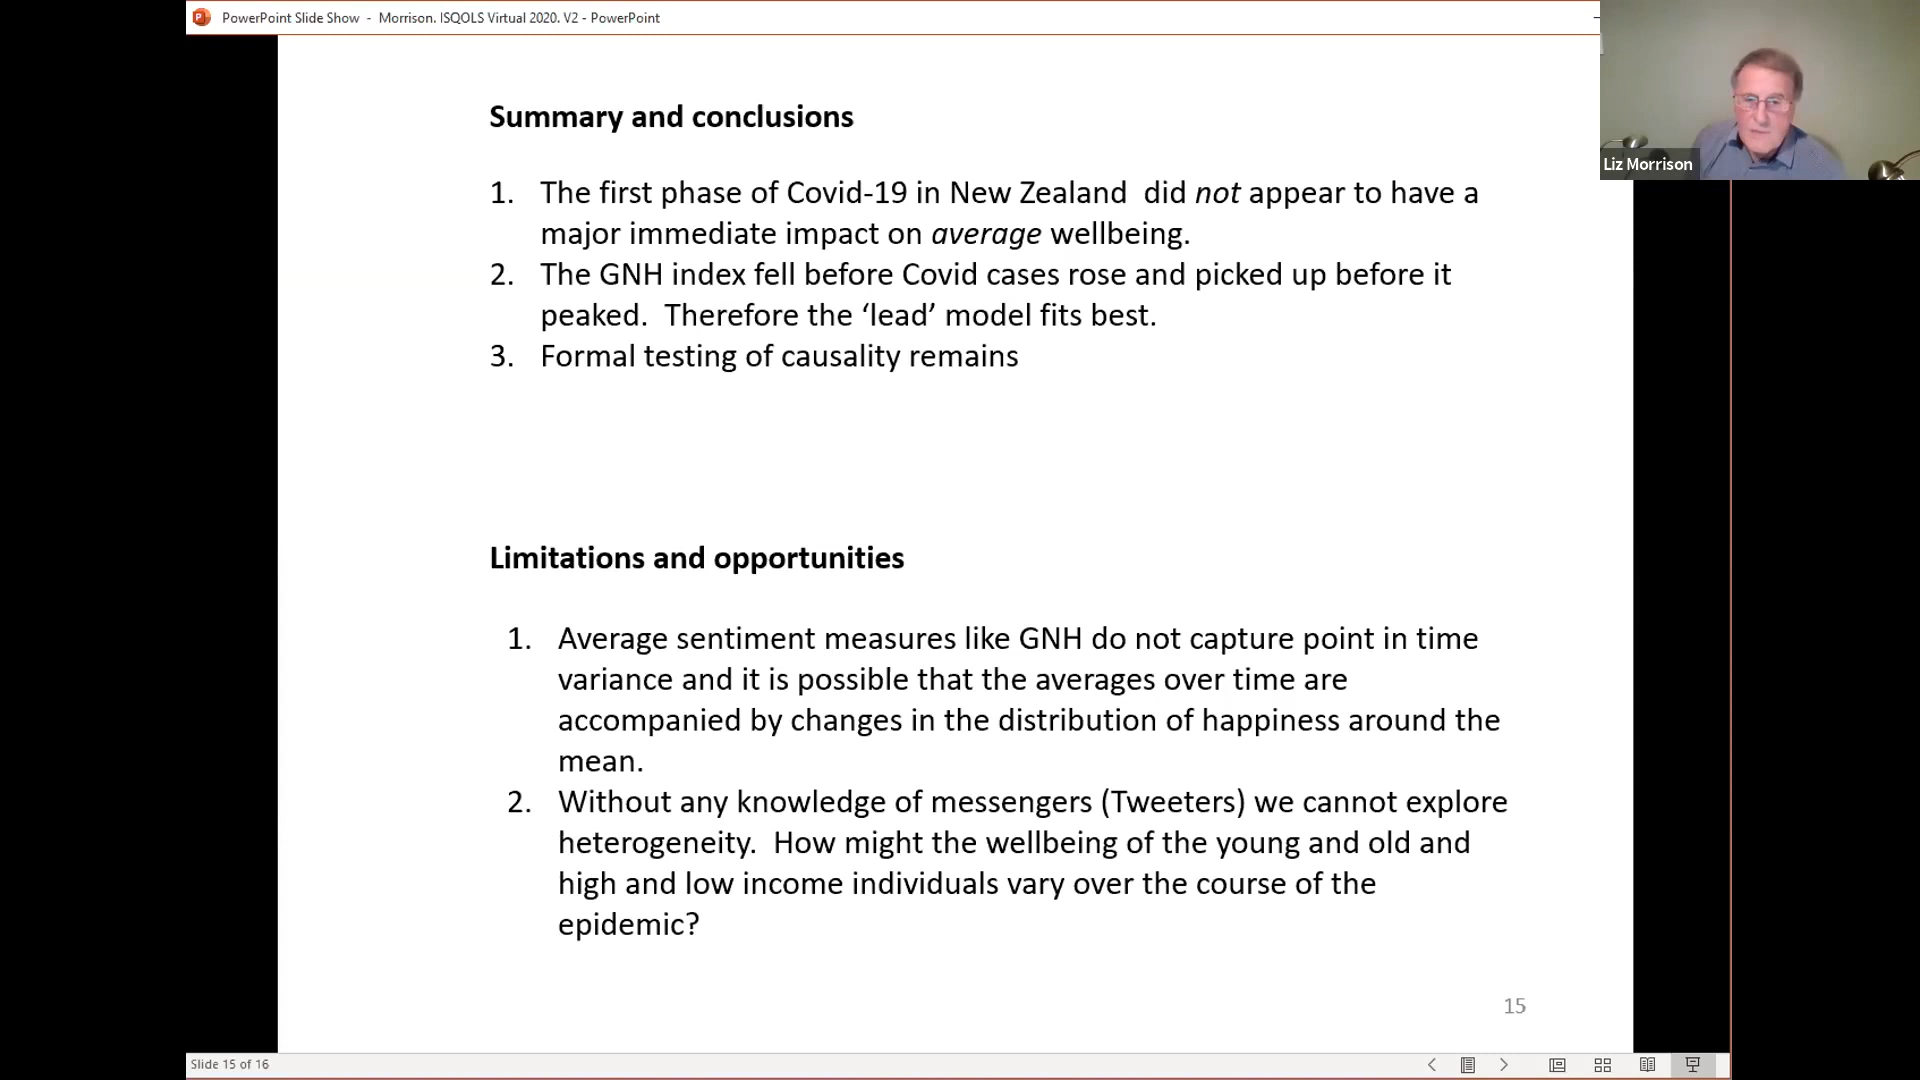 PowerPoint Slide Show - Morrison. ISQOLS Virtual 2020. V2 - PowerPoint
Liz Morrison
Summary and conclusions
1. The first phase of Covid-19 in New Zealand did not appear to have a
major immediate impact on average wellbeing.
2. The GNH index fell before Covid cases rose and picked up before it
peaked. Therefore the ‘lead’ model fits best.
3. Formal testing of causality remains
Limitations and opportunities
1. Average sentiment measures like GNH do not capture point in time
variance and it is possible that the averages over time are
accompanied by changes in the distribution of happiness around the
mean.
2. Without any knowledge of messengers (Tweeters) we cannot explore
heterogeneity. How might the wellbeing of the young and old and
high and low income individuals vary over the course of the
epidemic?
15
Slide 15 of 16